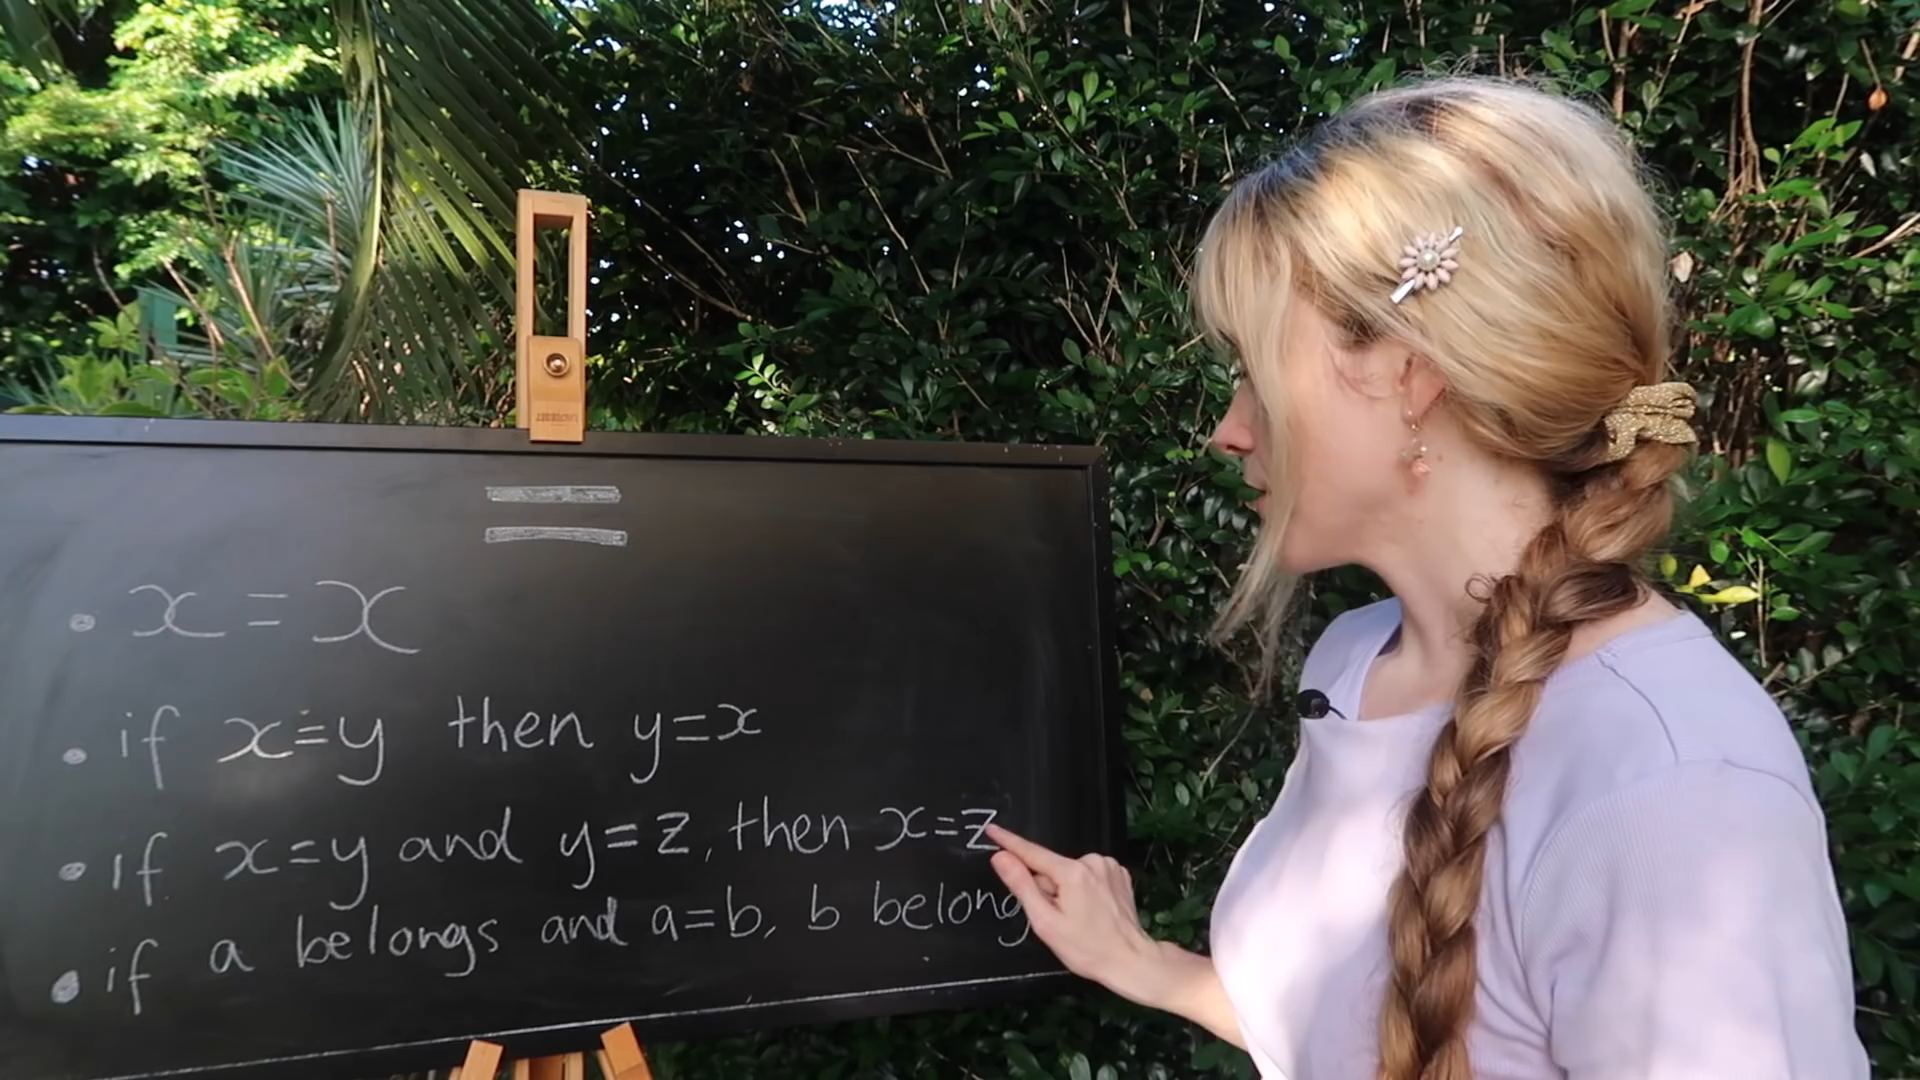 =
• x = x
• if x=y then y=x
• if x=y and y=z, then x=z
• if a belongs and a=b, b belong